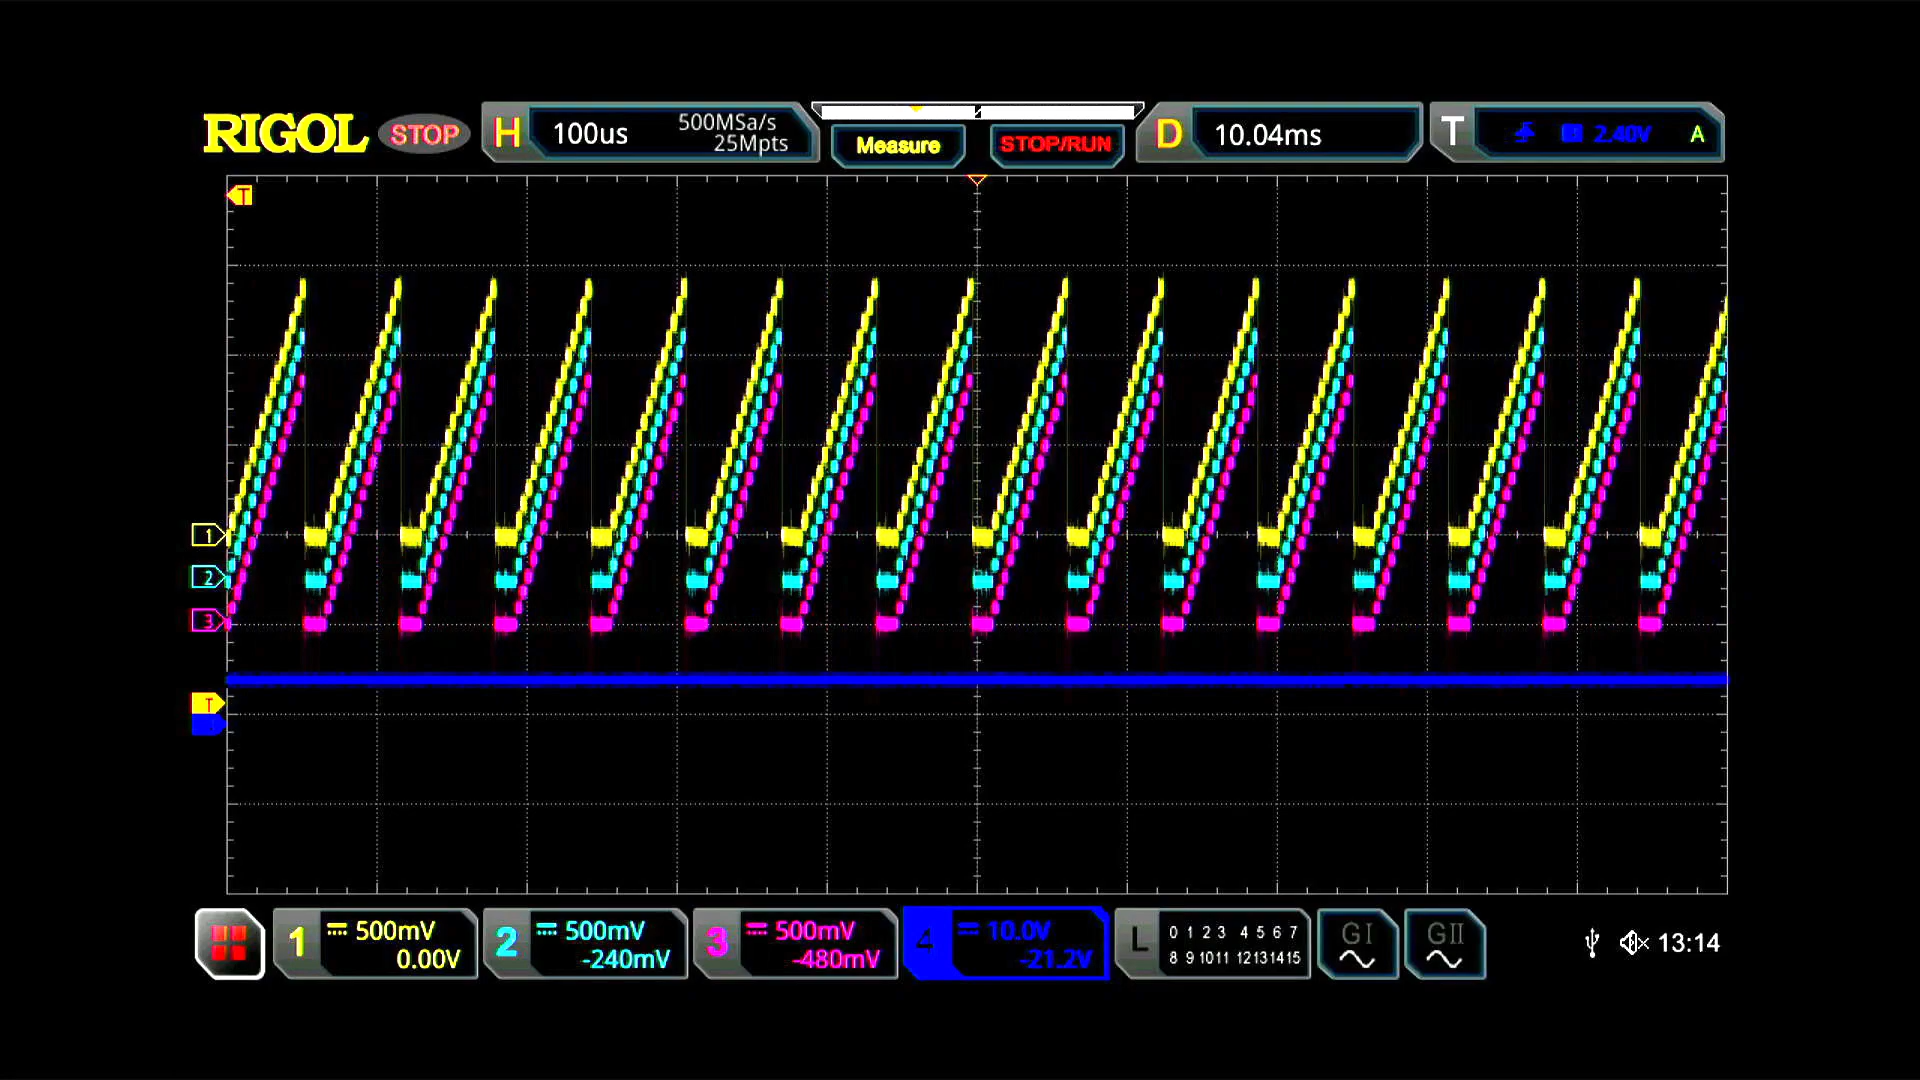 RIGOL STOP H 100us 500MSa/s 25Mpts Measure STOP/RUN D 10.04ms T 2.40V A
T
1
2
3
T
1 500mV 0.00V 2 500mV -240mV 3 500mV -480mV 4 10.0V -21.2V L 0 1 2 3 4 5 6 7 8 9 10 11 12 13 14 15 GI GII 13:14